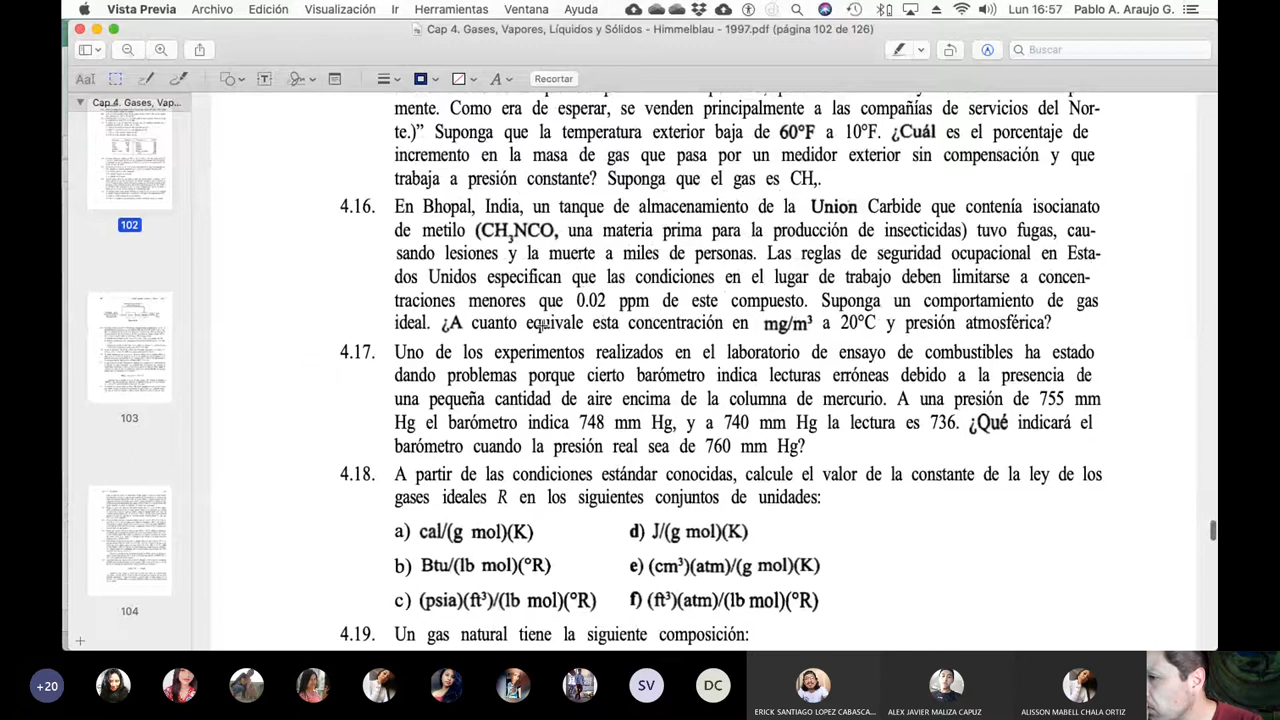 Vista Previa Archivo Edición Visualización Ir Herramientas Ventana Ayuda Lun 16:57 Pablo A. Araujo G.
Cap 4. Gases, Vapores, Líquidos y Sólidos - Himmelblau - 1997.pdf (página 102 de 126)
Buscar
AaI T A Recortar
Cap 4. Gases, Vap...
102
103
104
mente. Como era de esperar, se venden principalmente a compañías de servicios del Nor-
te.)” Suponga que la temperatura exterior baja de 60°F a 10°F. ¿Cuál es el porcentaje de
incremento en la masa de gas que pasa por un medidor exterior sin compensación y que
trabaja a presión constante? Suponga que el gas es CH₄.
4.16. En Bhopal, India, un tanque de almacenamiento de la Union Carbide que contenía isocianato
de metilo (CH₃NCO, una materia prima para la producción de insecticidas) tuvo fugas, cau-
sando lesiones y la muerte a miles de personas. Las reglas de seguridad ocupacional en Esta-
dos Unidos especifican que las condiciones en el lugar de trabajo deben limitarse a concen-
traciones menores que 0.02 ppm de este compuesto. Suponga un comportamiento de gas
ideal. ¿A cuanto equivale esta concentración en mg/m³ a 20°C y presión atmosférica?
4.17. Uno de los experimentos realizados en el laboratorio de ensayo de combustibles ha estado
dando problemas porque cierto barómetro indica lecturas erróneas debido a la presencia de
una pequeña cantidad de aire encima de la columna de mercurio. A una presión de 755 mm
Hg el barómetro indica 748 mm Hg, y a 740 mm Hg la lectura es 736. ¿Qué indicará el
barómetro cuando la presión real sea de 760 mm Hg?
4.18. A partir de las condiciones estándar conocidas, calcule el valor de la constante de la ley de los
gases ideales R en los siguientes conjuntos de unidades:
a) cal/(g mol)(K) d) J/(g mol)(K)
b) Btu/(lb mol)(°R) e) (cm³)(atm)/(g mol)(K)
c) (psia)(ft³)/(lb mol)(°R) f) (ft³)(atm)/(lb mol)(°R)
4.19. Un gas natural tiene la siguiente composición:
+20 SV DC
ERICK SANTIAGO LOPEZ CABASCA... ALEX JAVIER MALIZA CAPUZ ALISSON MABELL CHALA ORTIZ